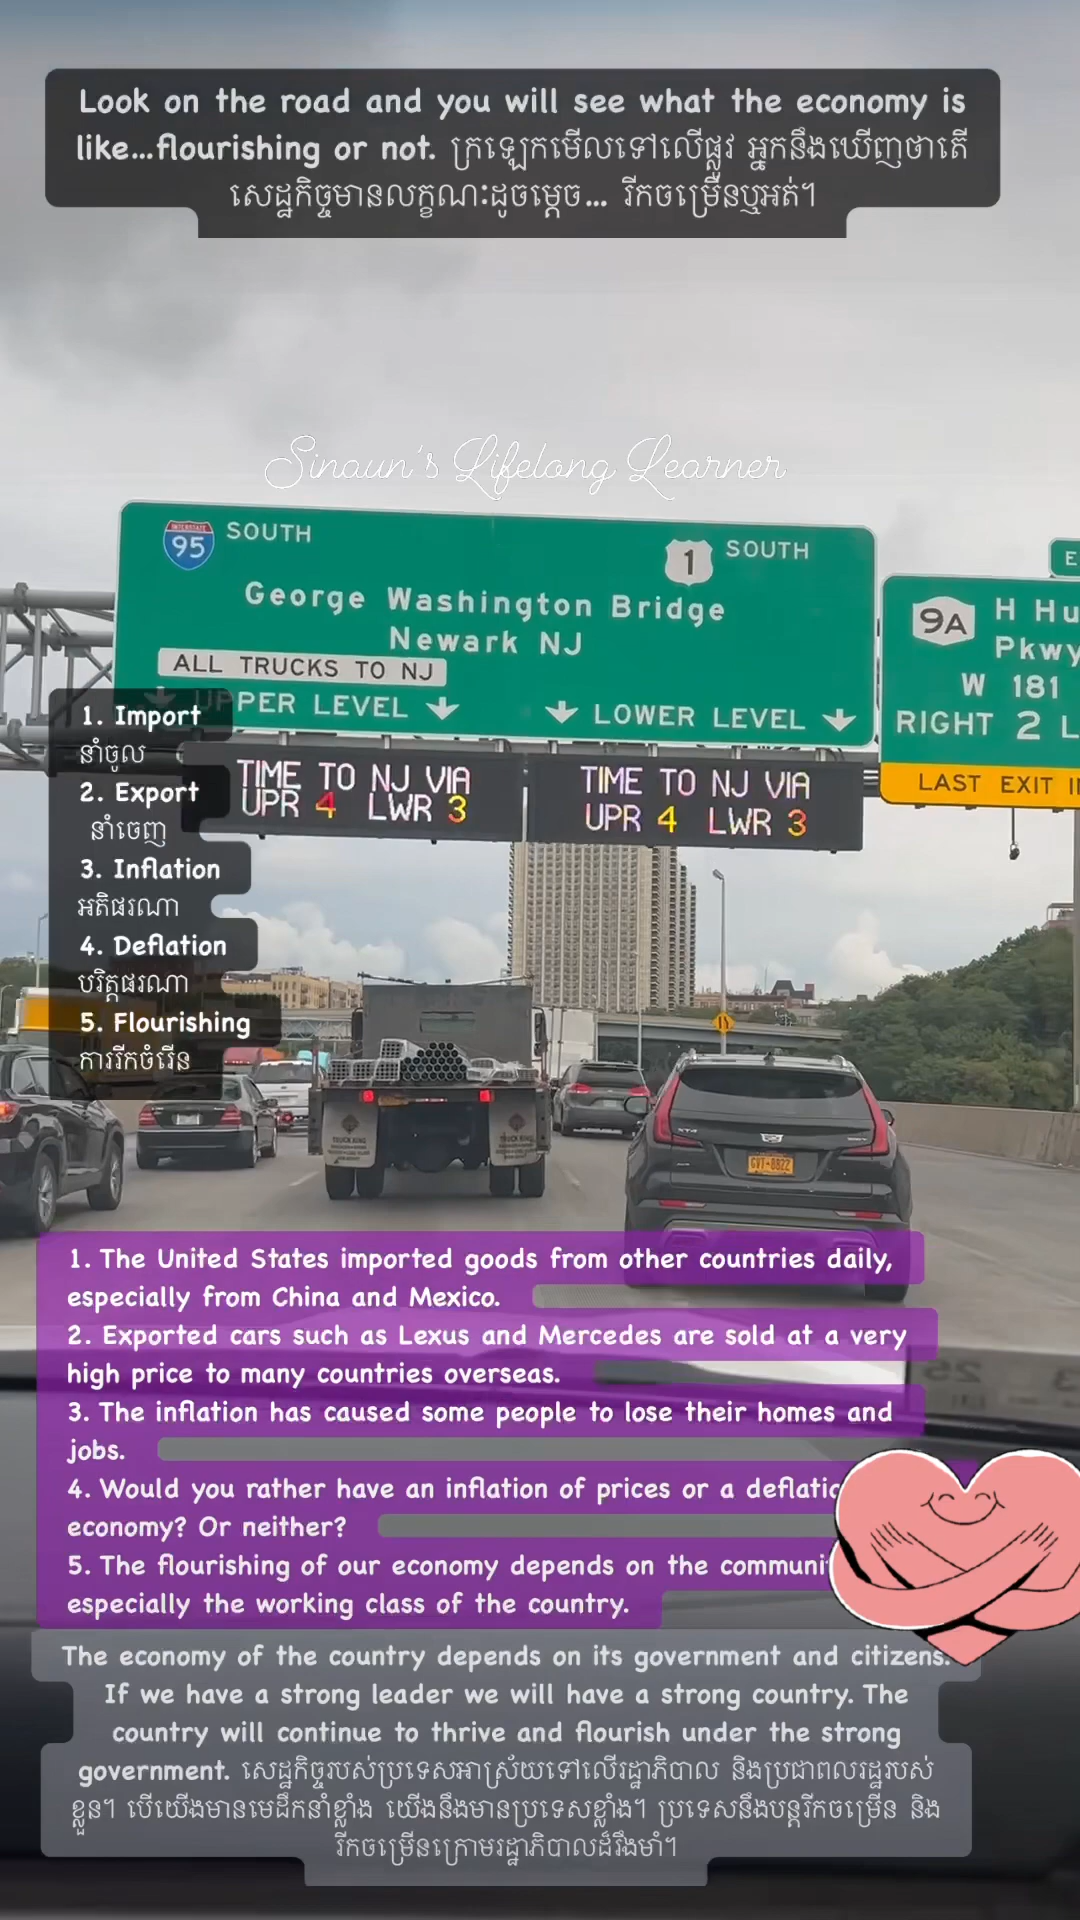 Look on the road and you will see what the economy is
like...flourishing or not. ក្រឡេកមើលទៅលើផ្លូវ អ្នកនឹងឃើញថាតើ
សេដ្ឋកិច្ចមានលក្ខណៈដូចម្តេច... រីកចម្រើនឬអត់។
Sinaun's Lifelong Learner
INTERSTATE
95 SOUTH
1 SOUTH
George Washington Bridge
Newark NJ
ALL TRUCKS TO NJ
UPPER LEVEL
LOWER LEVEL
9A H Hu
Pkwy
W 181
RIGHT 2 L
LAST EXIT I
TIME TO NJ VIA
UPR 4 LWR 3
TIME TO NJ VIA
UPR 4 LWR 3
1. Import
នាំចូល
2. Export
នាំចេញ
3. Inflation
អតិផរណា
4. Deflation
បរិត្តផរណា
5. Flourishing
ការរីកចំរើន
TRUCK KING
XT4
GVT-8822
1. The United States imported goods from other countries daily,
especially from China and Mexico.
2. Exported cars such as Lexus and Mercedes are sold at a very
high price to many countries overseas.
3. The inflation has caused some people to lose their homes and
jobs.
4. Would you rather have an inflation of prices or a deflatio
economy? Or neither?
5. The flourishing of our economy depends on the communi
especially the working class of the country.
The economy of the country depends on its government and citizens.
If we have a strong leader we will have a strong country. The
country will continue to thrive and flourish under the strong
government. សេដ្ឋកិច្ចរបស់ប្រទេសអាស្រ័យទៅលើរដ្ឋាភិបាល និងប្រជាពលរដ្ឋរបស់
ខ្លួន។ បើយើងមានមេដឹកនាំខ្លាំង យើងនឹងមានប្រទេសខ្លាំង។ ប្រទេសនឹងបន្តរីកចម្រើន និង
រីកចម្រើនក្រោមរដ្ឋាភិបាលដ៏រឹងមាំ។